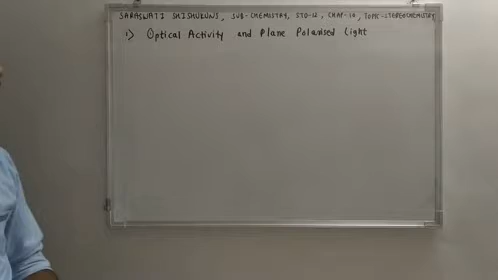 SARASWATI SHISHUKUNJ, SUB-CHEMISTRY, STD-12, CHAP-10, TOPIC-STEREOCHEMISTRY
1) Optical Activity and Plane Polarised Light